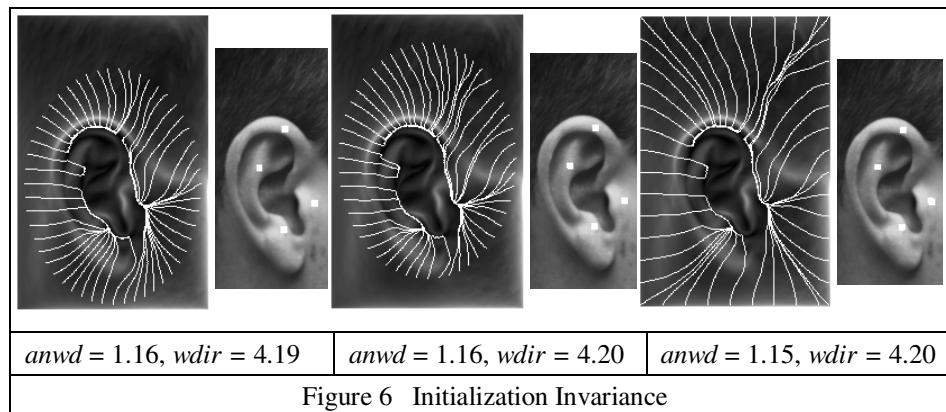 anwd = 1.16, wdir = 4.19
anwd = 1.16, wdir = 4.20
anwd = 1.15, wdir = 4.20
Figure 6 Initialization Invariance